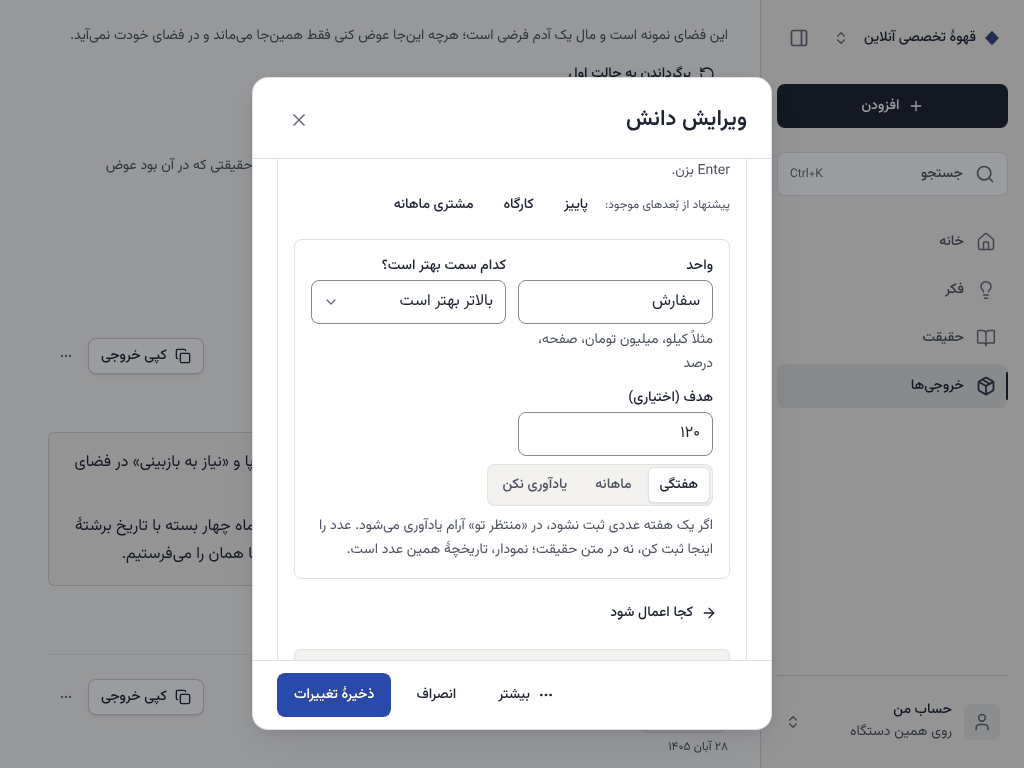 قهوهٔ تخصصی آنلاین
افزودن
جستجو
Ctrl+K
خانه
فکر
حقیقت
خروجی‌ها
حساب من
روی همین دستگاه
این فضای نمونه است و مال یک آدم فرضی است؛ هرچه این‌جا عوض کنی فقط همین‌جا می‌ماند و در فضای خودت نمی‌آید.
برگرداندن به حالت اول
حقیقتی که در آن بود عوض
کپی خروجی
و «نیاز به بازبینی» در فضای
ماه چهار بسته با تاریخ برشتهٔ
همان را می‌فرستیم.
کپی خروجی
۲۸ آبان ۱۴۰۵
ویرایش دانش
Enter بزن.
پیشنهاد از بُعدهای موجود:
پاییز
کارگاه
مشتری ماهانه
واحد
سفارش
مثلاً کیلو، میلیون تومان، صفحه،
درصد
کدام سمت بهتر است؟
بالاتر بهتر است
هدف (اختیاری)
۱۲۰
هفتگی
ماهانه
یادآوری نکن
اگر یک هفته عددی ثبت نشود، در «منتظر تو» آرام یادآوری می‌شود. عدد را
اینجا ثبت کن، نه در متن حقیقت؛ نمودار، تاریخچهٔ همین عدد است.
کجا اعمال شود
بیشتر
انصراف
ذخیرهٔ تغییرات